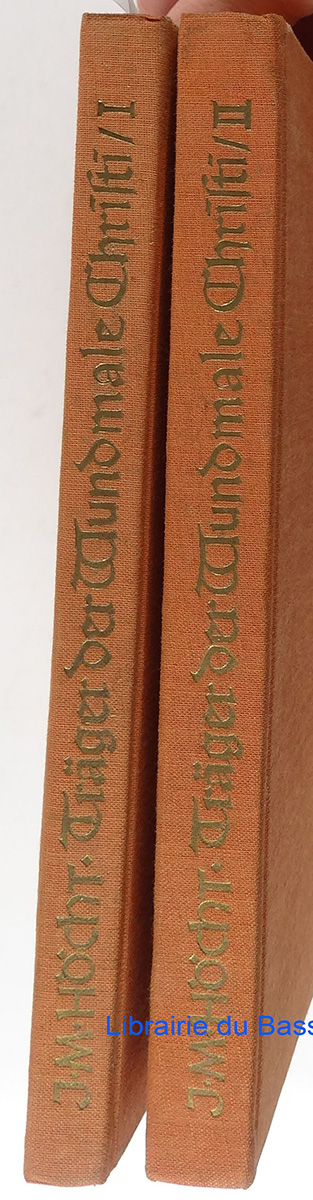 J·M·Höcht· Träger der Wundmale Christi/I
J·M·Höcht· Träger der Wundmale Christi/II
Librairie du Bass